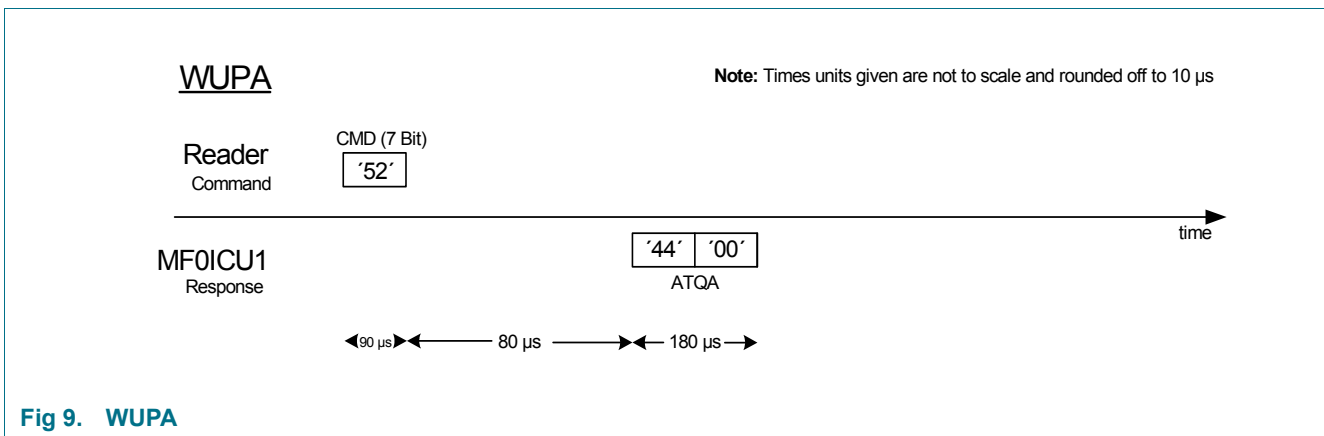 WUPA
Note: Times units given are not to scale and rounded off to 10 µs
CMD (7 Bit)
Reader
Command
´52´
time
MF0ICU1
Response
´44´ ´00´
ATQA
90 µs 80 µs 180 µs
Fig 9. WUPA